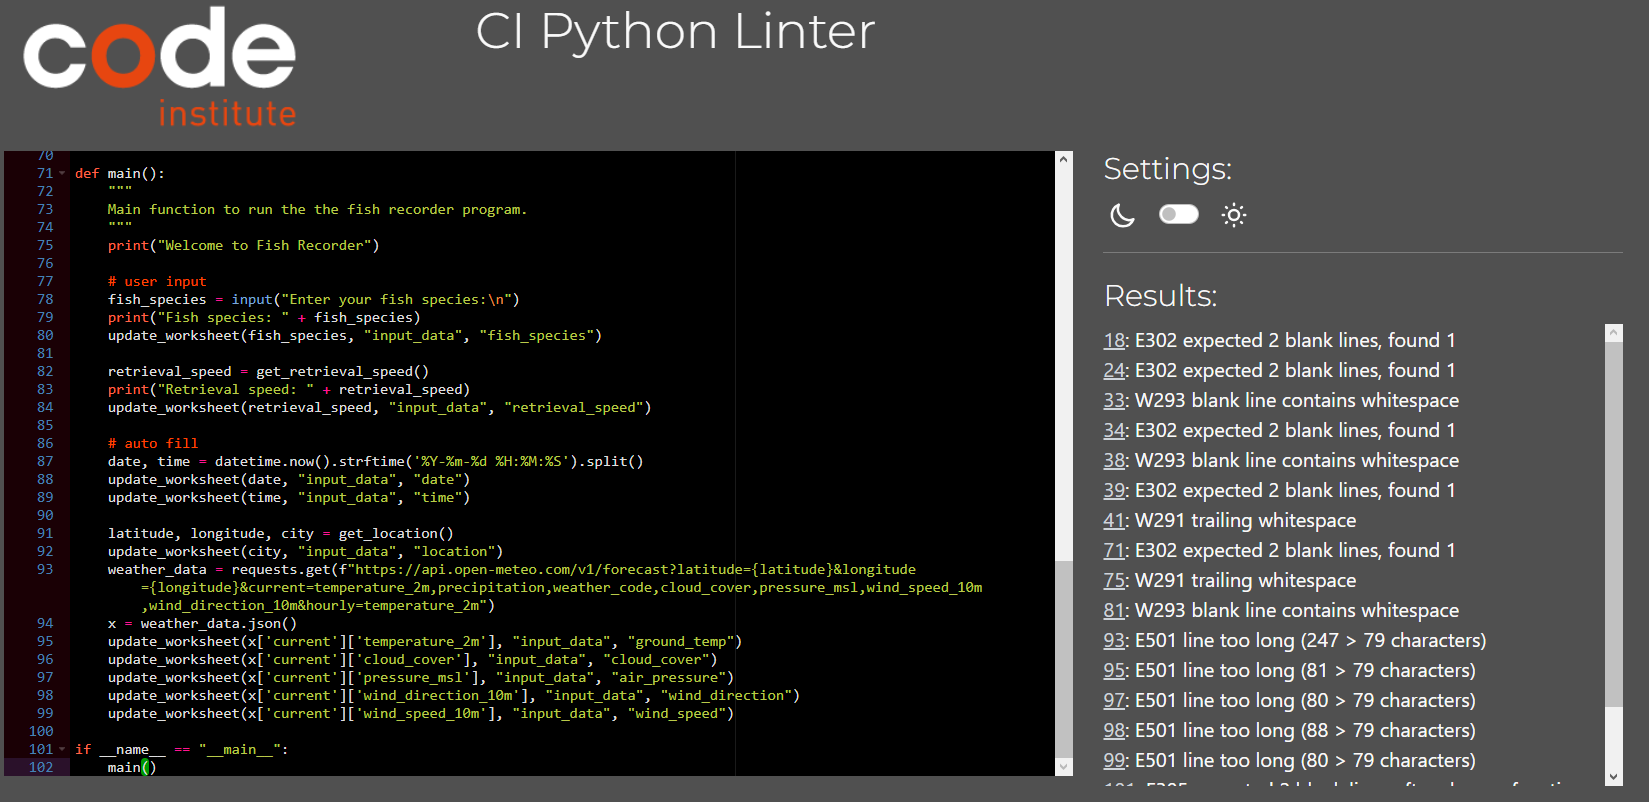 code
institute
CI Python Linter
70
71 def main():
72 """
73 Main function to run the the fish recorder program.
74 """
75 print("Welcome to Fish Recorder")
76
77 # user input
78 fish_species = input("Enter your fish species:\n")
79 print("Fish species: " + fish_species)
80 update_worksheet(fish_species, "input_data", "fish_species")
81
82 retrieval_speed = get_retrieval_speed()
83 print("Retrieval speed: " + retrieval_speed)
84 update_worksheet(retrieval_speed, "input_data", "retrieval_speed")
85
86 # auto fill
87 date, time = datetime.now().strftime('%Y-%m-%d %H:%M:%S').split()
88 update_worksheet(date, "input_data", "date")
89 update_worksheet(time, "input_data", "time")
90
91 latitude, longitude, city = get_location()
92 update_worksheet(city, "input_data", "location")
93 weather_data = requests.get(f"https://api.open-meteo.com/v1/forecast?latitude={latitude}&longitude
={longitude}&current=temperature_2m,precipitation,weather_code,cloud_cover,pressure_msl,wind_speed_10m
,wind_direction_10m&hourly=temperature_2m")
94 x = weather_data.json()
95 update_worksheet(x['current']['temperature_2m'], "input_data", "ground_temp")
96 update_worksheet(x['current']['cloud_cover'], "input_data", "cloud_cover")
97 update_worksheet(x['current']['pressure_msl'], "input_data", "air_pressure")
98 update_worksheet(x['current']['wind_direction_10m'], "input_data", "wind_direction")
99 update_worksheet(x['current']['wind_speed_10m'], "input_data", "wind_speed")
100
101 if __name__ == "__main__":
102 main()
Settings:
Results:
18: E302 expected 2 blank lines, found 1
24: E302 expected 2 blank lines, found 1
33: W293 blank line contains whitespace
34: E302 expected 2 blank lines, found 1
38: W293 blank line contains whitespace
39: E302 expected 2 blank lines, found 1
41: W291 trailing whitespace
71: E302 expected 2 blank lines, found 1
75: W291 trailing whitespace
81: W293 blank line contains whitespace
93: E501 line too long (247 > 79 characters)
95: E501 line too long (81 > 79 characters)
97: E501 line too long (80 > 79 characters)
98: E501 line too long (88 > 79 characters)
99: E501 line too long (80 > 79 characters)